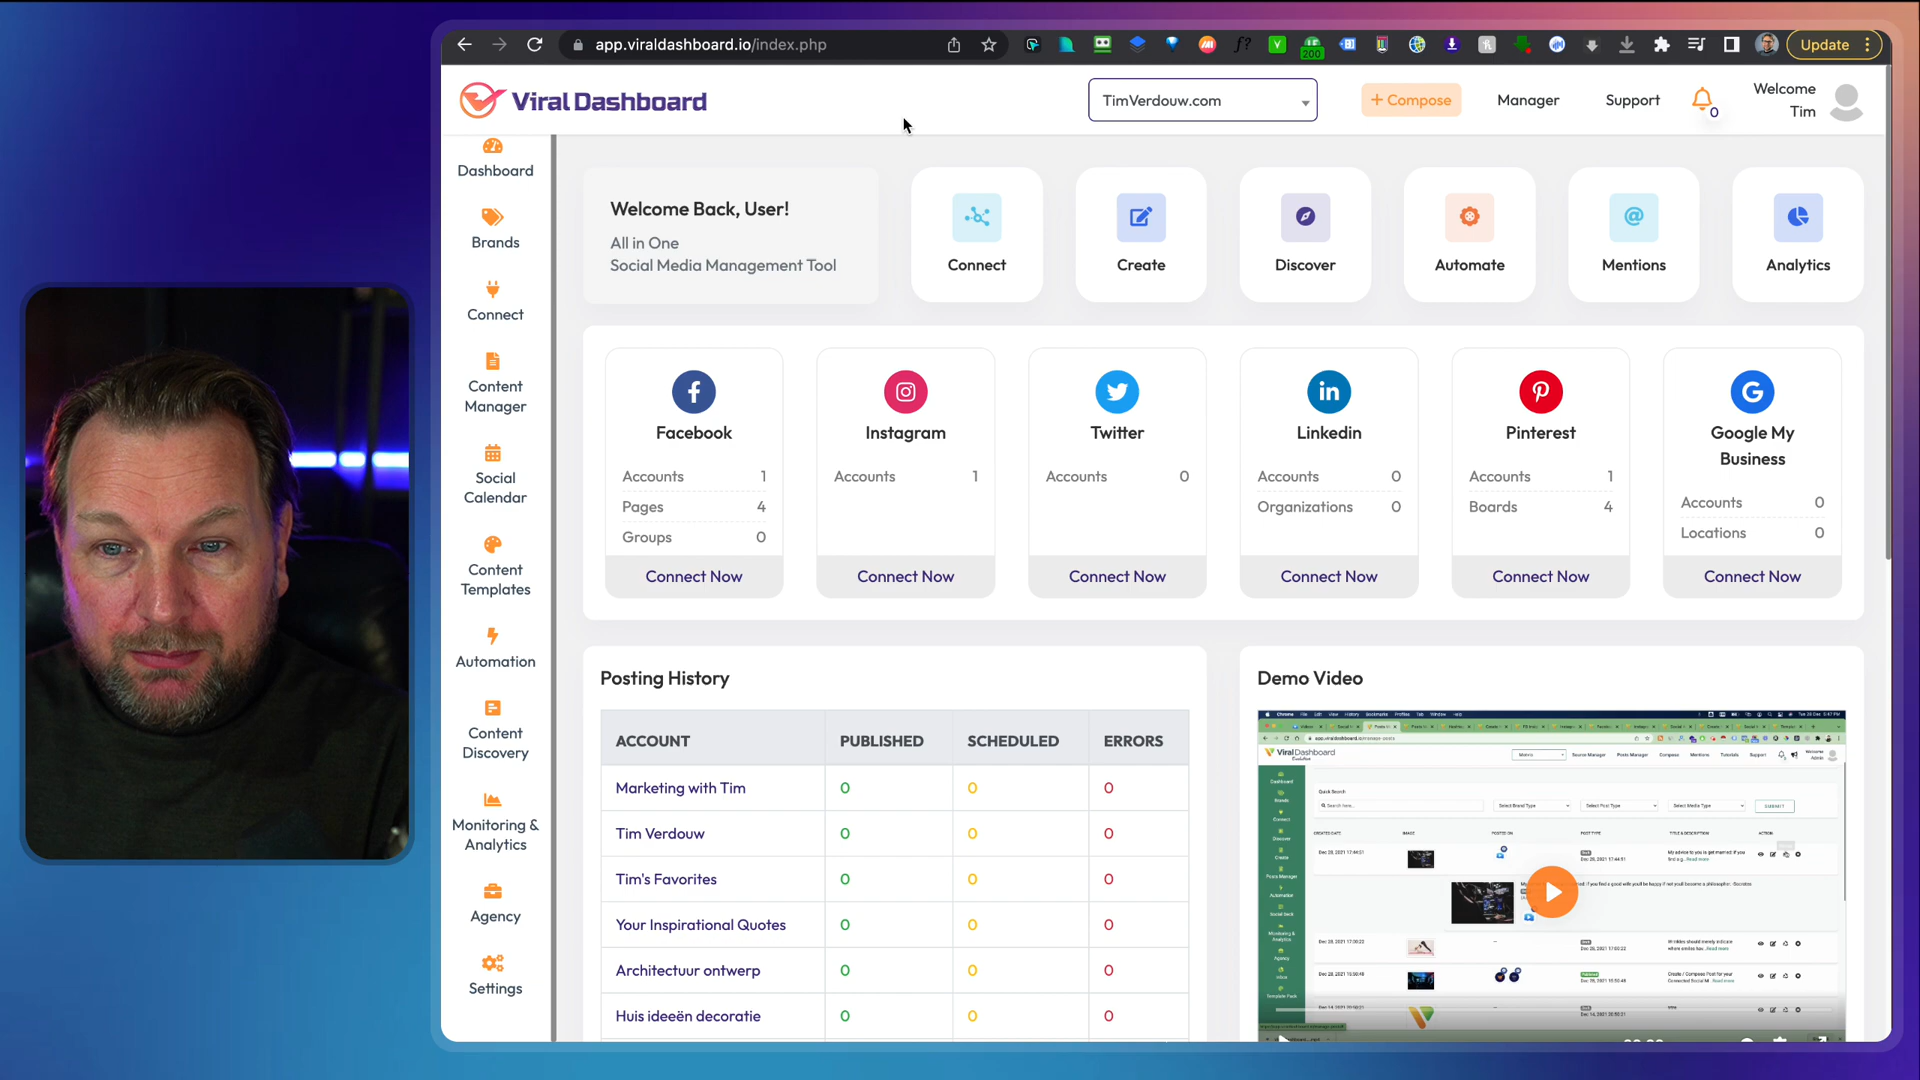 app.viraldashboard.io/index.php
200
Update
Viral Dashboard
TimVerdouw.com
+ Compose
Manager
Support
0
Welcome
Tim
Dashboard
Brands
Connect
Content
Manager
Social
Calendar
Content
Templates
Automation
Content
Discovery
Monitoring &
Analytics
Agency
Settings
Welcome Back, User!
All in One
Social Media Management Tool
Connect
Create
Discover
Automate
Mentions
Analytics
Facebook
Accounts 1
Pages 4
Groups 0
Connect Now
Instagram
Accounts 1
Connect Now
Twitter
Accounts 0
Connect Now
Linkedin
Accounts 0
Organizations 0
Connect Now
Pinterest
Accounts 1
Boards 4
Connect Now
Google My
Business
Accounts 0
Locations 0
Connect Now
Posting History
ACCOUNT PUBLISHED SCHEDULED ERRORS
Marketing with Tim 0 0 0
Tim Verdouw 0 0 0
Tim's Favorites 0 0 0
Your Inspirational Quotes 0 0 0
Architectuur ontwerp 0 0 0
Huis ideeën decoratie 0 0 0
Demo Video
Viral Dashboard
Quick Search
SUBMIT